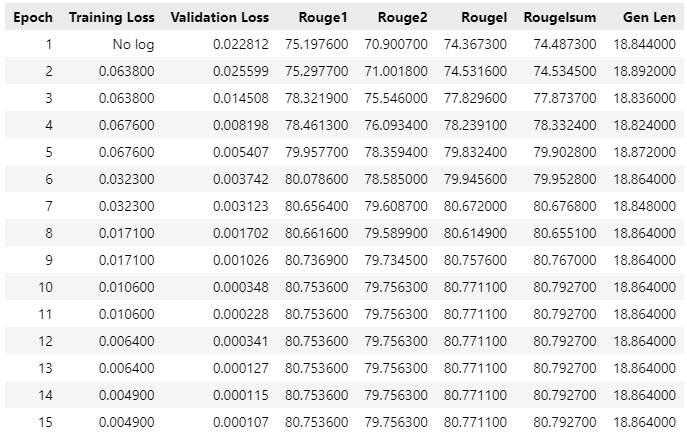 Epoch Training Loss Validation Loss Rouge1 Rouge2 Rougel Rougelsum Gen Len
1 No log 0.022812 75.197600 70.900700 74.367300 74.487300 18.844000
2 0.063800 0.025599 75.297700 71.001800 74.531600 74.534500 18.892000
3 0.063800 0.014508 78.321900 75.546000 77.829600 77.873700 18.836000
4 0.067600 0.008198 78.461300 76.093400 78.239100 78.332400 18.824000
5 0.067600 0.005407 79.957700 78.359400 79.832400 79.902800 18.872000
6 0.032300 0.003742 80.078600 78.585000 79.945600 79.952800 18.864000
7 0.032300 0.003123 80.656400 79.608700 80.672000 80.676800 18.848000
8 0.017100 0.001702 80.661600 79.589900 80.614900 80.655100 18.864000
9 0.017100 0.001026 80.736900 79.734500 80.757600 80.767000 18.864000
10 0.010600 0.000348 80.753600 79.756300 80.771100 80.792700 18.864000
11 0.010600 0.000228 80.753600 79.756300 80.771100 80.792700 18.864000
12 0.006400 0.000341 80.753600 79.756300 80.771100 80.792700 18.864000
13 0.006400 0.000127 80.753600 79.756300 80.771100 80.792700 18.864000
14 0.004900 0.000115 80.753600 79.756300 80.771100 80.792700 18.864000
15 0.004900 0.000107 80.753600 79.756300 80.771100 80.792700 18.864000